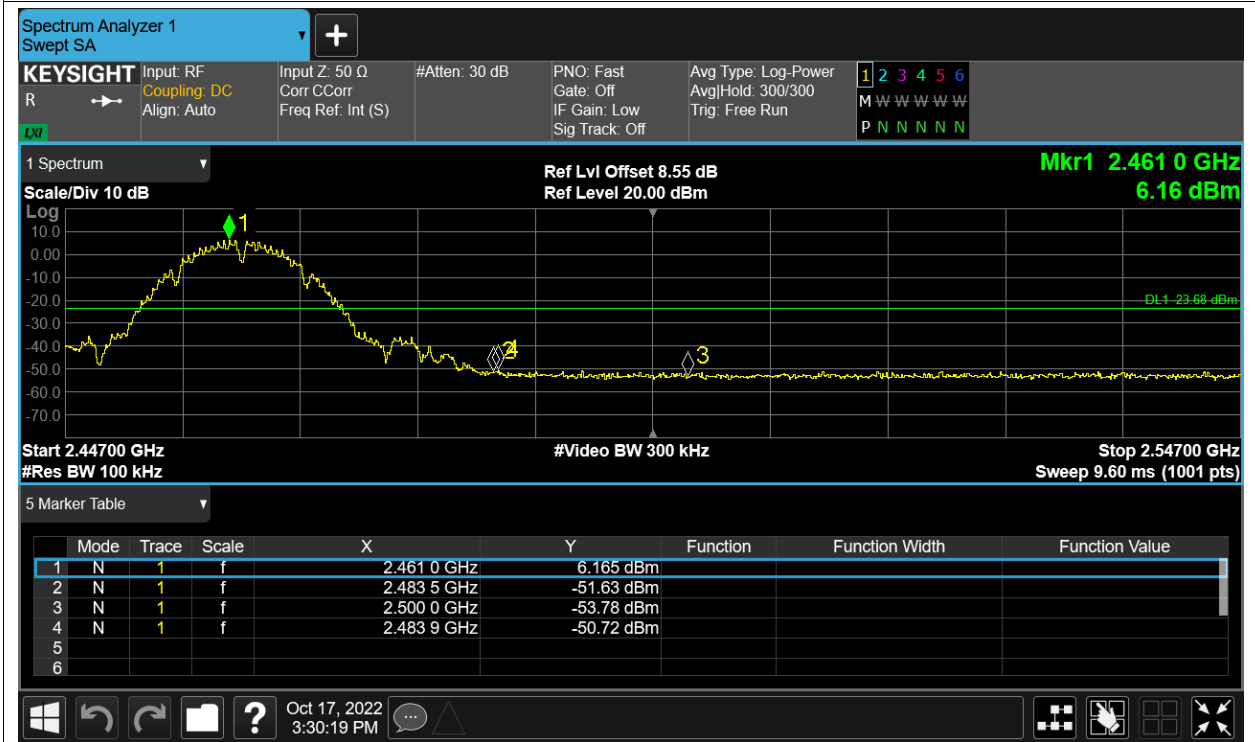 Spectrum Analyzer 1
Swept SA
+
KEYSIGHT
R
LXI
Input: RF
Coupling: DC
Align: Auto
Input Z: 50 Ω
Corr CCorr
Freq Ref: Int (S)
#Atten: 30 dB
PNO: Fast
Gate: Off
IF Gain: Low
Sig Track: Off
Avg Type: Log-Power
Avg|Hold: 300/300
Trig: Free Run
1 2 3 4 5 6
M W W W W W
P N N N N N
1 Spectrum
Scale/Div 10 dB
Ref Lvl Offset 8.55 dB
Ref Level 20.00 dBm
Mkr1 2.461 0 GHz
6.16 dBm
Log
10.0
0.00
-10.0
-20.0
-30.0
-40.0
-50.0
-60.0
-70.0
1
4
3
DL1 -23.68 dBm
Start 2.44700 GHz #Video BW 300 kHz Stop 2.54700 GHz
#Res BW 100 kHz Sweep 9.60 ms (1001 pts)
5 Marker Table
Mode Trace Scale X Y Function Function Width Function Value
1 N 1 f 2.461 0 GHz 6.165 dBm
2 N 1 f 2.483 5 GHz -51.63 dBm
3 N 1 f 2.500 0 GHz -53.78 dBm
4 N 1 f 2.483 9 GHz -50.72 dBm
5
6
?
Oct 17, 2022
3:30:19 PM